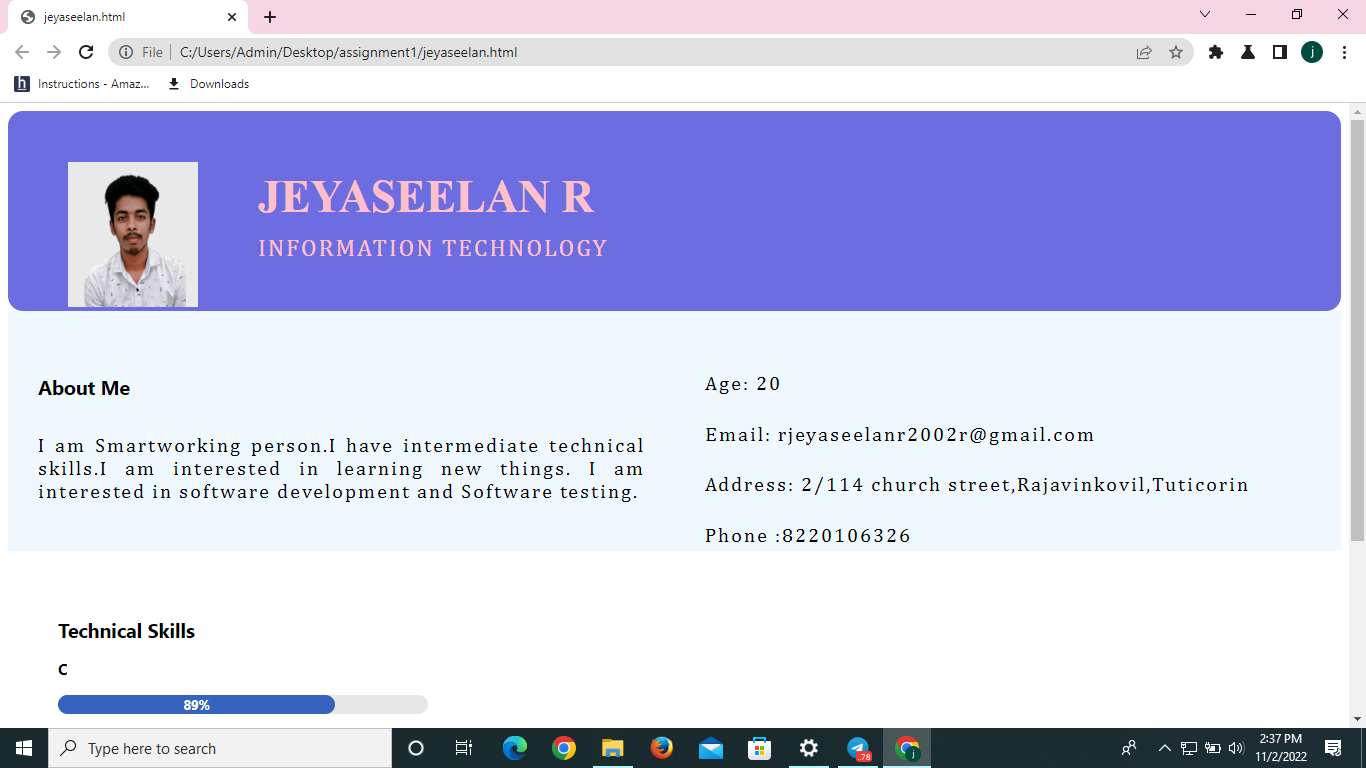 jeyaseelan.html
File
C:/Users/Admin/Desktop/assignment1/jeyaseelan.html
j
h
Instructions - Amaz...
Downloads
JEYASEELAN R
INFORMATION TECHNOLOGY
About Me
I am Smartworking person.I have intermediate technical
skills.I am interested in learning new things. I am
interested in software development and Software testing.
Age: 20
Email: rjeyaseelanr2002r@gmail.com
Address: 2/114 church street,Rajavinkovil,Tuticorin
Phone :8220106326
Technical Skills
C
89%
Type here to search
78
j
2:37 PM
11/2/2022